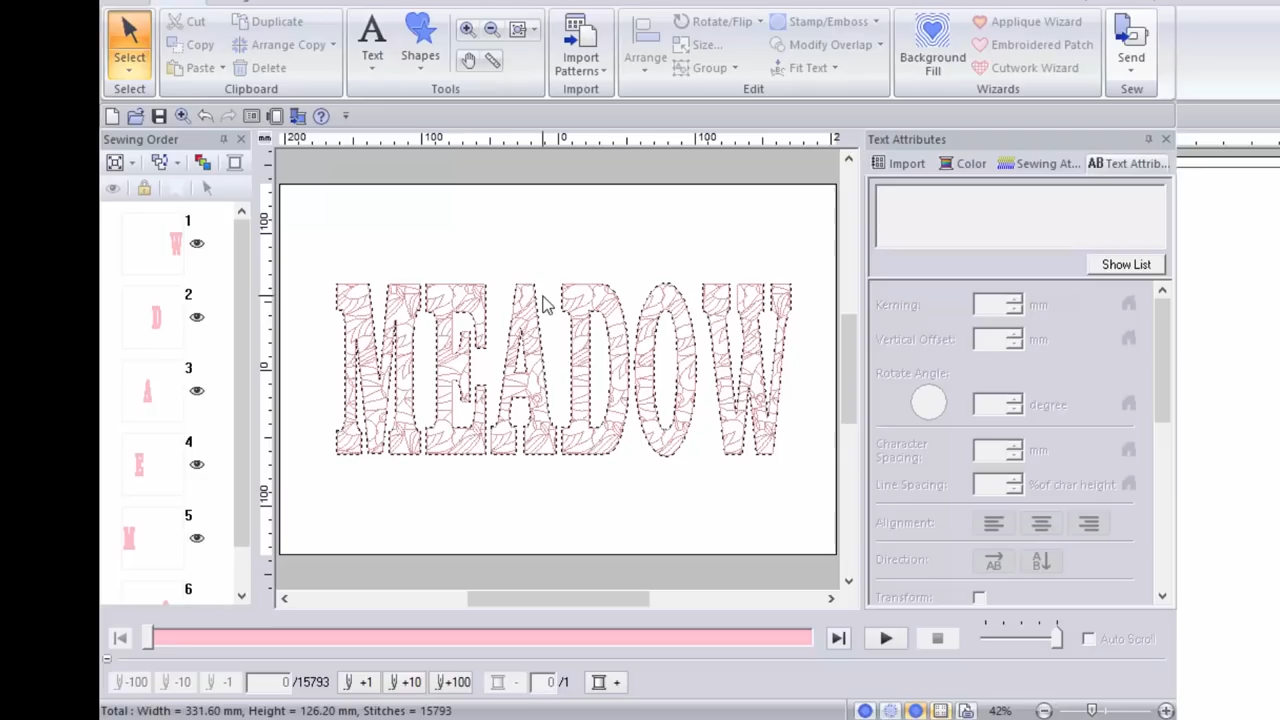 Cut Duplicate Rotate/Flip Stamp/Emboss Applique Wizard
Copy Arrange Copy Size... Modify Overlap Embroidered Patch
Paste Delete Group Fit Text Cutwork Wizard
Select Text Shapes Import Patterns Arrange Background Fill Send
Select Clipboard Tools Import Edit Wizards Sew
Sewing Order
mm 200 100 0 100 2
Text Attributes
Import Color Sewing At... AB Text Attrib...
Show List
1
W
2
D
3
A
4
E
5
M
6
100
0
100
MEADOW
Kerning: mm
Vertical Offset: mm
Rotate Angle:
degree
Character Spacing: mm
Line Spacing: %of char height
Alignment:
Direction: AB AB
Transform:
Auto Scroll
-100 -10 -1 0 /15793 +1 +10 +100 - 0 /1 +
Total : Width = 331.60 mm, Height = 126.20 mm, Stitches = 15793 42%